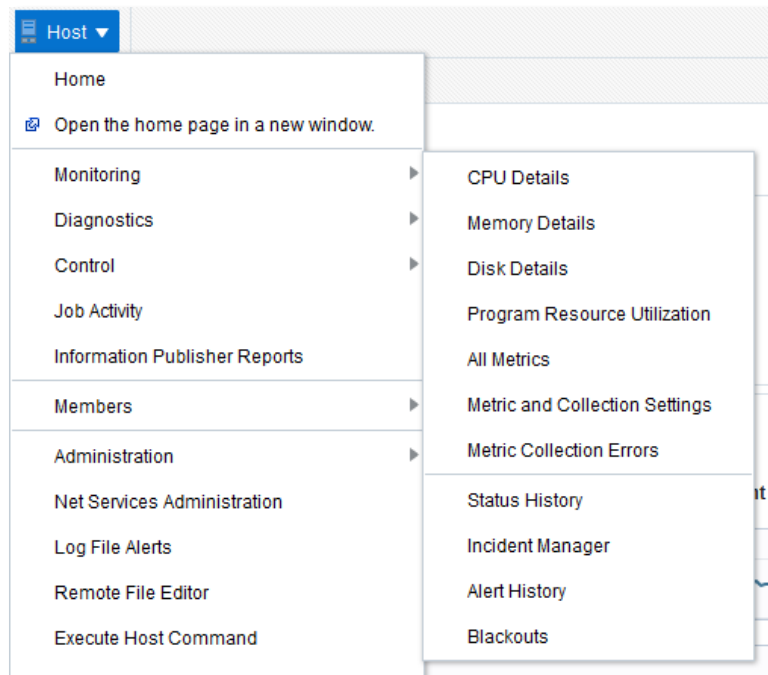 Host
Home
Open the home page in a new window.
Monitoring
Diagnostics
Control
Job Activity
Information Publisher Reports
Members
Administration
Net Services Administration
Log File Alerts
Remote File Editor
Execute Host Command
CPU Details
Memory Details
Disk Details
Program Resource Utilization
All Metrics
Metric and Collection Settings
Metric Collection Errors
Status History
Incident Manager
Alert History
Blackouts